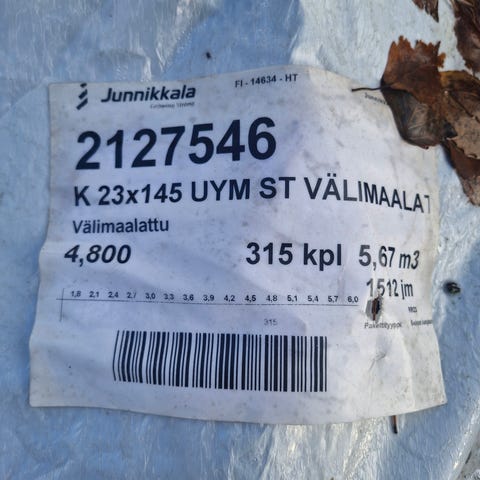 Junnikkala
FI - 14634 - HT
2127546
K 23x145 UYM ST VÄLIMAALAT
Välimaalattu
4,800 315 kpl 5,67 m3
1512 jm
1,8 2,1 2,4 2,7 3,0 3,3 3,6 3,9 4,2 4,5 4,8 5,1 5,4 5,7 6,0
315
Pakettityyppi